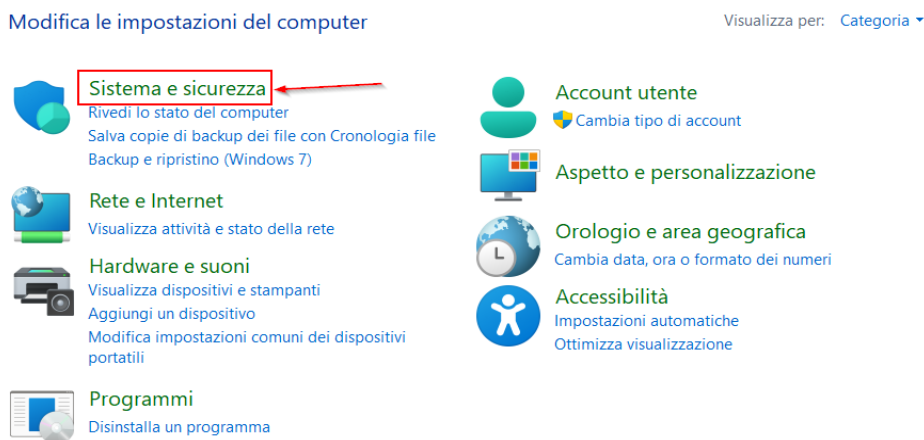 Modifica le impostazioni del computer
Visualizza per: Categoria
Sistema e sicurezza
Rivedi lo stato del computer
Salva copie di backup dei file con Cronologia file
Backup e ripristino (Windows 7)
Rete e Internet
Visualizza attività e stato della rete
Hardware e suoni
Visualizza dispositivi e stampanti
Aggiungi un dispositivo
Modifica impostazioni comuni dei dispositivi
portatili
Programmi
Disinstalla un programma
Account utente
Cambia tipo di account
Aspetto e personalizzazione
Orologio e area geografica
Cambia data, ora o formato dei numeri
Accessibilità
Impostazioni automatiche
Ottimizza visualizzazione